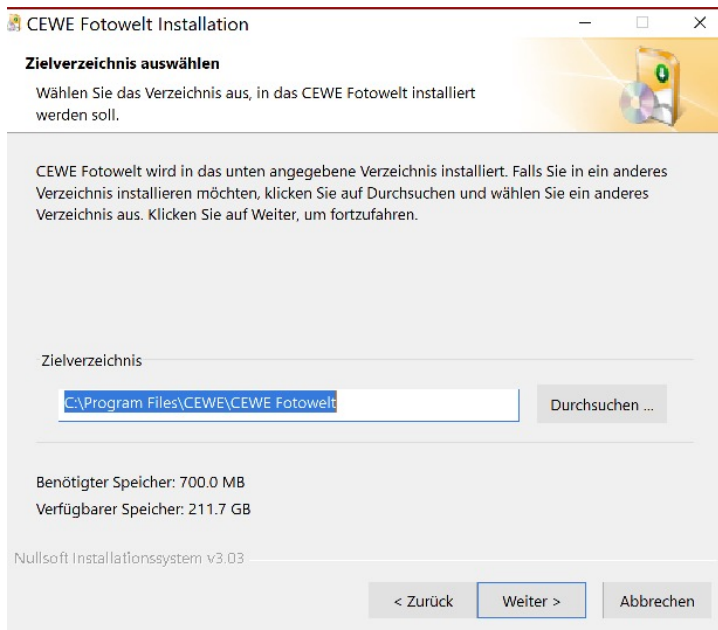 CEWE Fotowelt Installation
Zielverzeichnis auswählen
Wählen Sie das Verzeichnis aus, in das CEWE Fotowelt installiert
werden soll.
CEWE Fotowelt wird in das unten angegebene Verzeichnis installiert. Falls Sie in ein anderes
Verzeichnis installieren möchten, klicken Sie auf Durchsuchen und wählen Sie ein anderes
Verzeichnis aus. Klicken Sie auf Weiter, um fortzufahren.
Zielverzeichnis
C:\Program Files\CEWE\CEWE Fotowelt
Durchsuchen ...
Benötigter Speicher: 700.0 MB
Verfügbarer Speicher: 211.7 GB
Nullsoft Installationssystem v3.03
< Zurück
Weiter >
Abbrechen